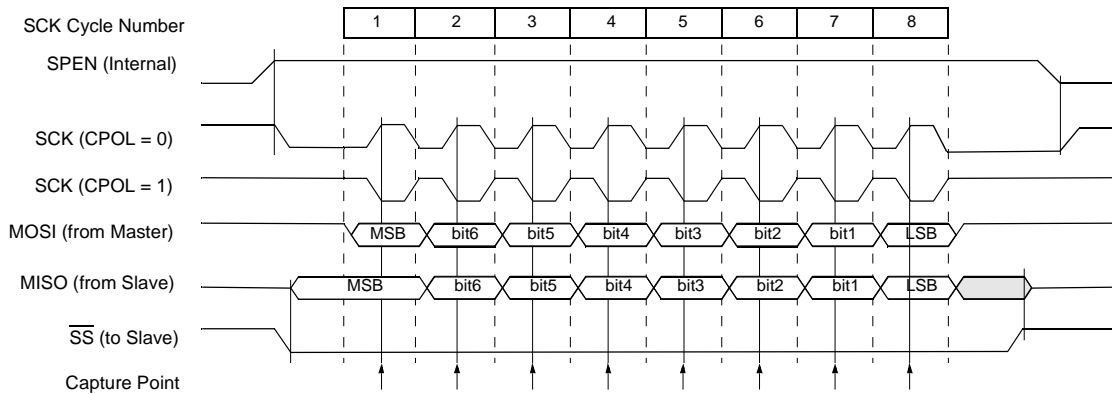 SCK Cycle Number 1 2 3 4 5 6 7 8
SPEN (Internal)
SCK (CPOL = 0)
SCK (CPOL = 1)
MOSI (from Master) MSB bit6 bit5 bit4 bit3 bit2 bit1 LSB
MISO (from Slave) MSB bit6 bit5 bit4 bit3 bit2 bit1 LSB
SS (to Slave)
Capture Point